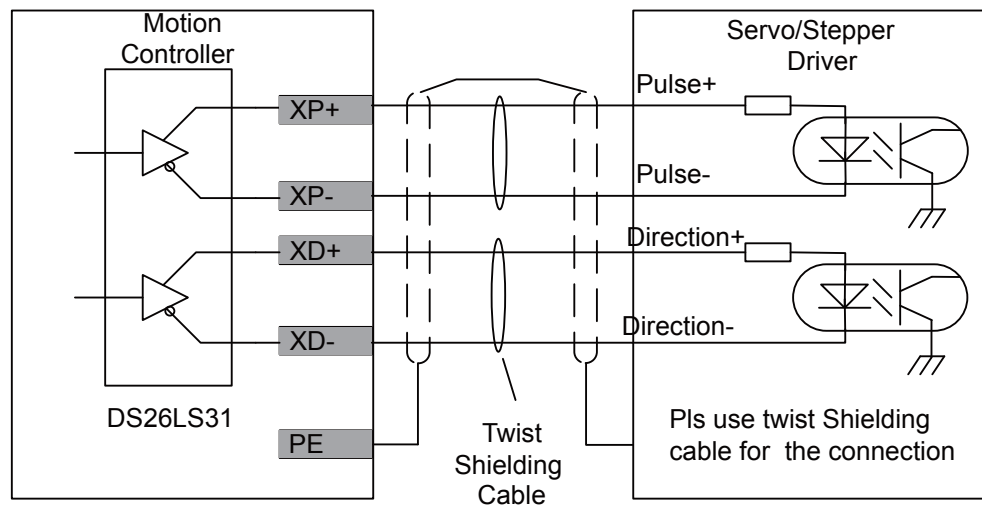 Motion
Controller
Servo/Stepper
Driver
XP+
Pulse+
XP-
Pulse-
XD+
Direction+
XD-
Direction-
DS26LS31
PE
Twist
Shielding
Cable
Pls use twist Shielding
cable for the connection